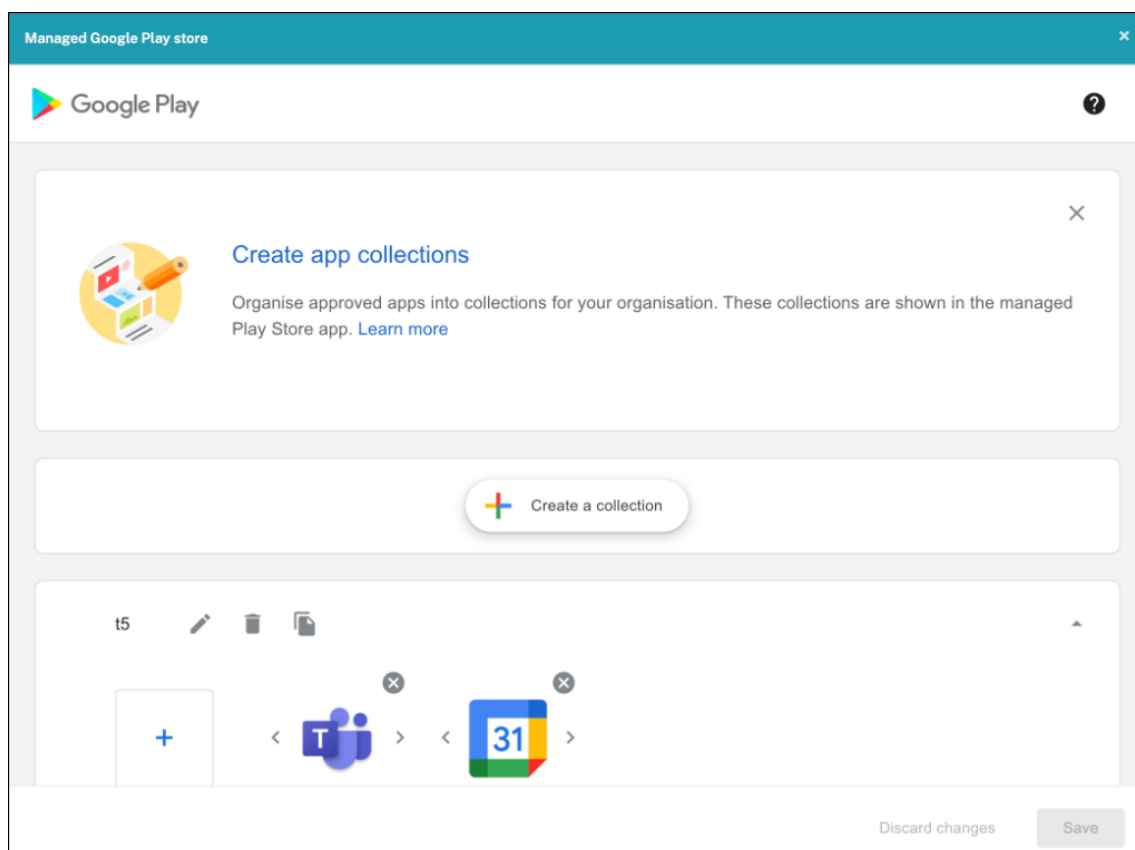 Managed Google Play store
Google Play
Create app collections
Organise approved apps into collections for your organisation. These collections are shown in the managed
Play Store app. Learn more
Create a collection
t5
T
31
Discard changes
Save